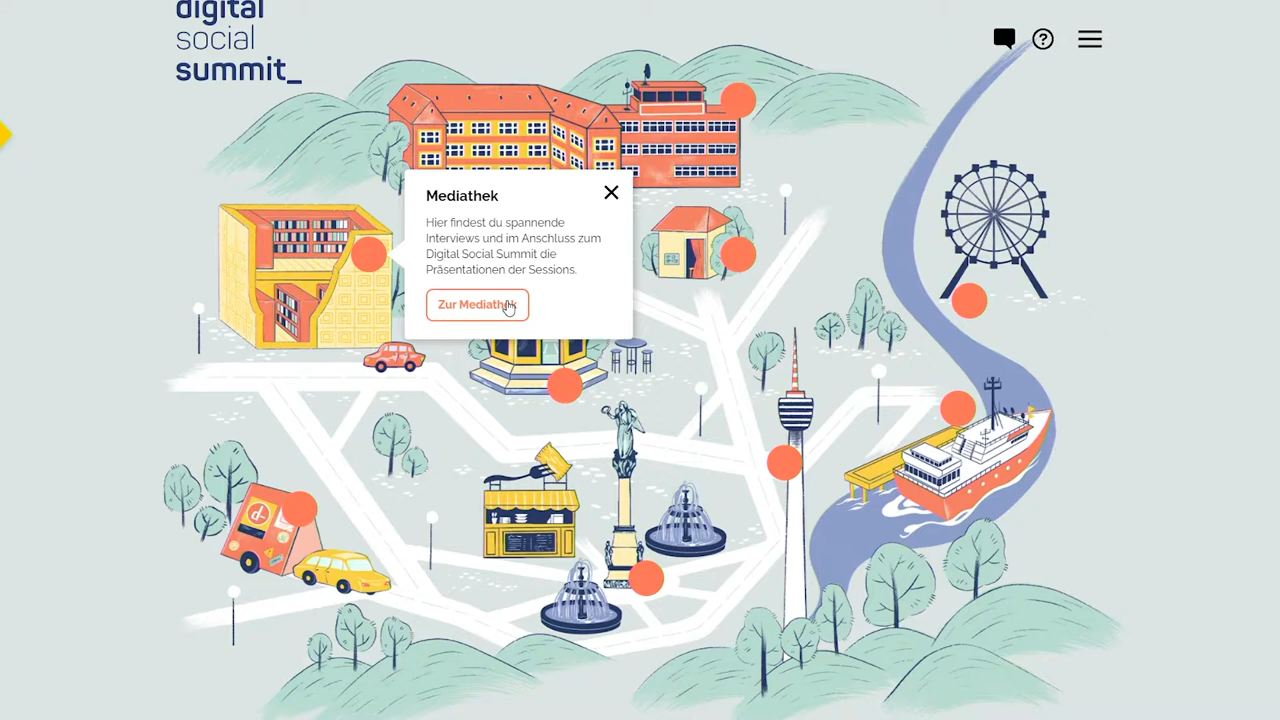 digital
social
summit_
Mediathek
Hier findest du spannende
Interviews und im Anschluss zum
Digital Social Summit die
Präsentationen der Sessions.
Zur Mediathek
d-